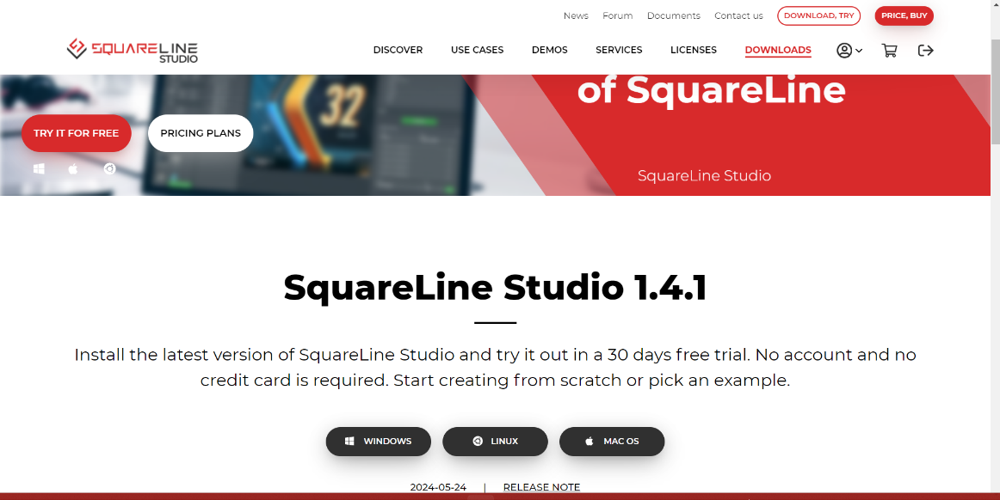 News Forum Documents Contact us DOWNLOAD, TRY PRICE, BUY
SQUARELINE
STUDIO
DISCOVER USE CASES DEMOS SERVICES LICENSES DOWNLOADS
of SquareLine
32
TRY IT FOR FREE PRICING PLANS
SquareLine Studio
SquareLine Studio 1.4.1
Install the latest version of SquareLine Studio and try it out in a 30 days free trial. No account and no
credit card is required. Start creating from scratch or pick an example.
WINDOWS LINUX MAC OS
2024-05-24 | RELEASE NOTE